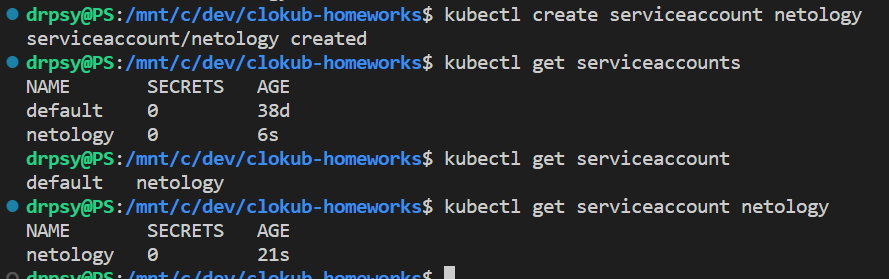 drpsy@PS:/mnt/c/dev/clokub-homeworks$ kubectl create serviceaccount netology
serviceaccount/netology created
drpsy@PS:/mnt/c/dev/clokub-homeworks$ kubectl get serviceaccounts
NAME       SECRETS   AGE
default    0         38d
netology   0         6s
drpsy@PS:/mnt/c/dev/clokub-homeworks$ kubectl get serviceaccount
default   netology
drpsy@PS:/mnt/c/dev/clokub-homeworks$ kubectl get serviceaccount netology
NAME       SECRETS   AGE
netology   0         21s
drpsy@PS:/mnt/c/dev/clokub-homeworks$